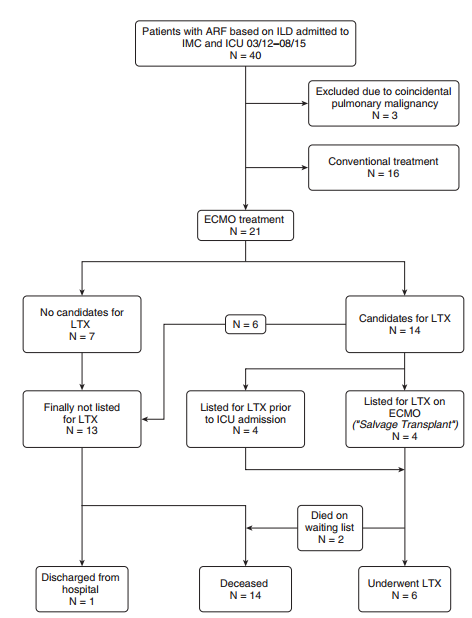 Patients with ARF based on ILD admitted to
IMC and ICU 03/12–08/15
N = 40
Excluded due to coincidental
pulmonary malignancy
N = 3
Conventional treatment
N = 16
ECMO treatment
N = 21
No candidates for
LTX
N = 7
N = 6
Candidates for LTX
N = 14
Finally not listed
for LTX
N = 13
Listed for LTX prior
to ICU admission
N = 4
Listed for LTX on
ECMO
("Salvage Transplant")
N = 4
Died on
waiting list
N = 2
Discharged from
hospital
N = 1
Deceased
N = 14
Underwent LTX
N = 6